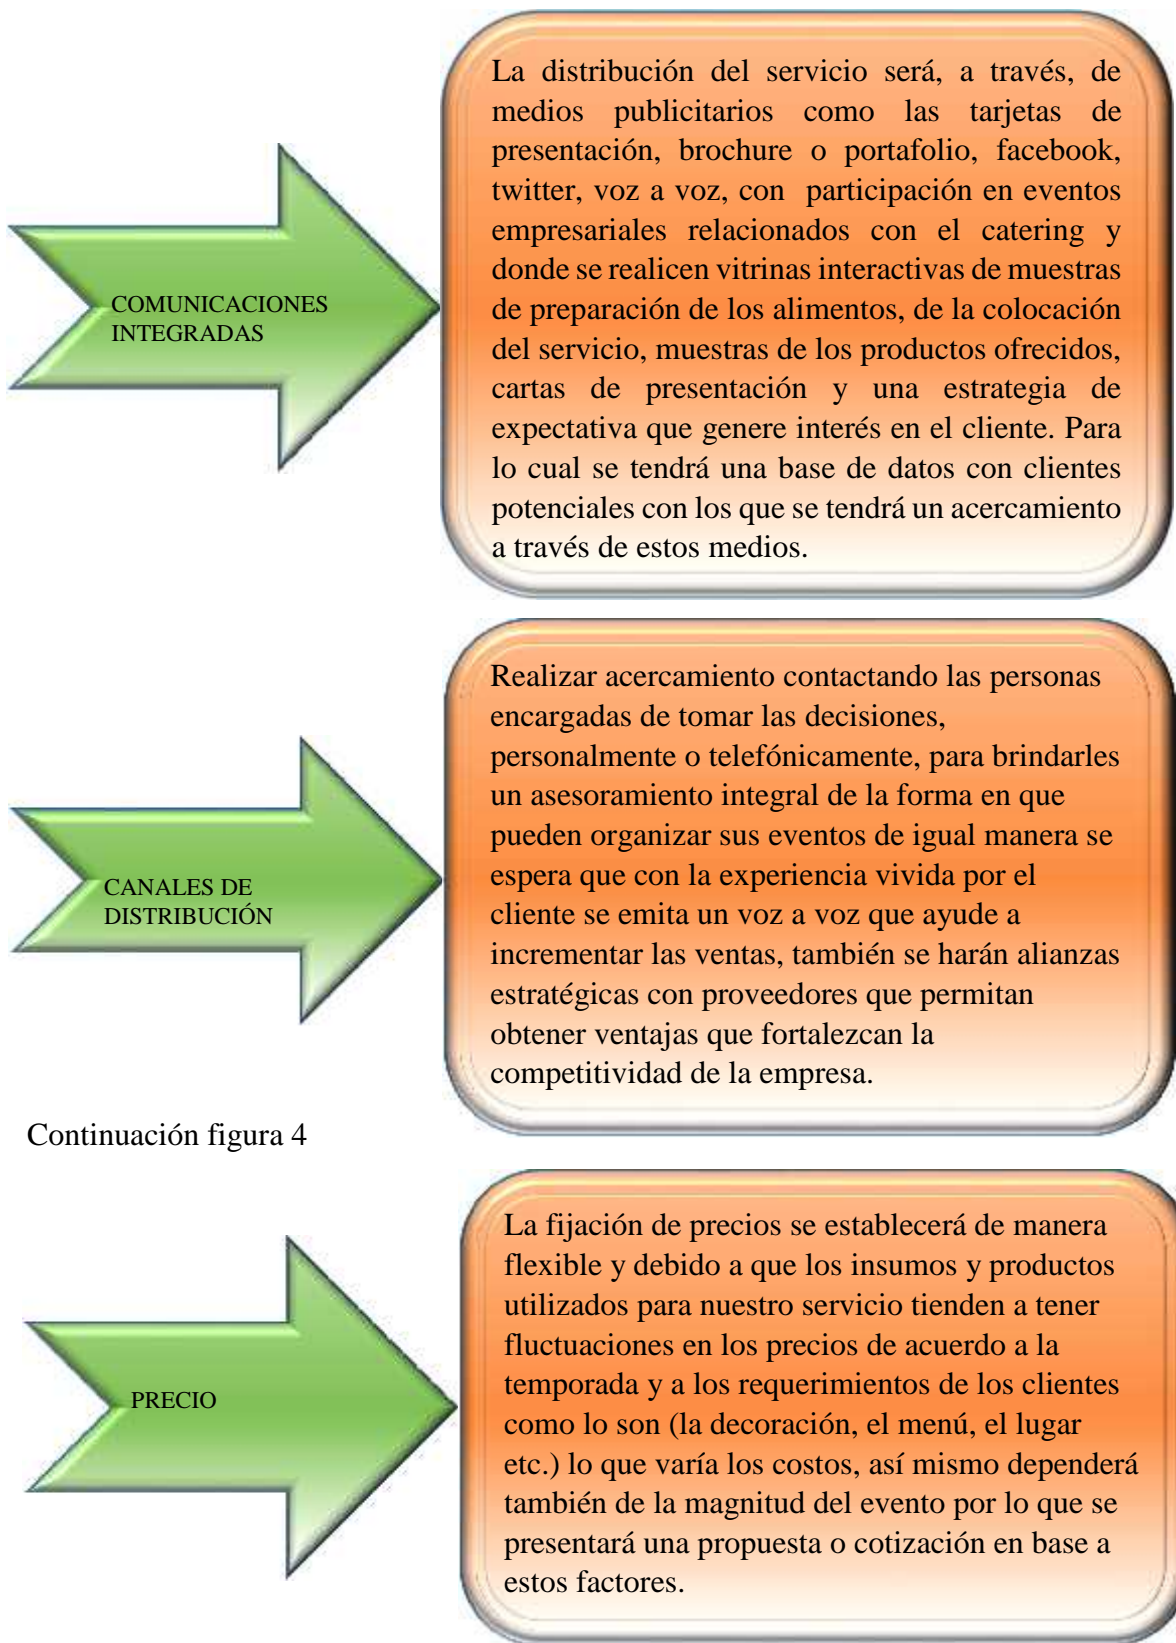 La distribución del servicio será, a través, de
medios publicitarios como las tarjetas de
presentación, brochure o portafolio, facebook,
twitter, voz a voz, con participación en eventos
empresariales relacionados con el catering y
donde se realicen vitrinas interactivas de muestras
de preparación de los alimentos, de la colocación
del servicio, muestras de los productos ofrecidos,
cartas de presentación y una estrategia de
expectativa que genere interés en el cliente. Para
lo cual se tendrá una base de datos con clientes
potenciales con los que se tendrá un acercamiento
a través de estos medios.
COMUNICACIONES
INTEGRADAS
Realizar acercamiento contactando las personas
encargadas de tomar las decisiones,
personalmente o telefónicamente, para brindarles
un asesoramiento integral de la forma en que
pueden organizar sus eventos de igual manera se
espera que con la experiencia vivida por el
cliente se emita un voz a voz que ayude a
incrementar las ventas, también se harán alianzas
estratégicas con proveedores que permitan
obtener ventajas que fortalezcan la
competitividad de la empresa.
CANALES DE
DISTRIBUCIÓN
Continuación figura 4
La fijación de precios se establecerá de manera
flexible y debido a que los insumos y productos
utilizados para nuestro servicio tienden a tener
fluctuaciones en los precios de acuerdo a la
temporada y a los requerimientos de los clientes
como lo son (la decoración, el menú, el lugar
etc.) lo que varía los costos, así mismo dependerá
también de la magnitud del evento por lo que se
presentará una propuesta o cotización en base a
estos factores.
PRECIO